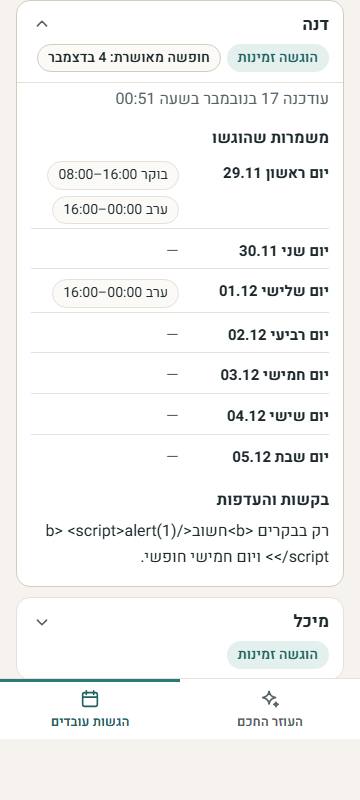 דנה
הוגשה זמינות
חופשה מאושרת: 4 בדצמבר
עודכנה 17 בנובמבר בשעה 00:51
משמרות שהוגשו
יום ראשון 29.11
בוקר 08:00–16:00
ערב 16:00–00:00
יום שני 30.11
—
יום שלישי 01.12
ערב 16:00–00:00
יום רביעי 02.12
—
יום חמישי 03.12
—
יום שישי 04.12
—
יום שבת 05.12
—
בקשות והעדפות
רק בבקרים <b>חשוב</b> <script>alert(1)
</script> ויום חמישי חופשי.
מיכל
הוגשה זמינות
העוזר החכם
הגשות עובדים